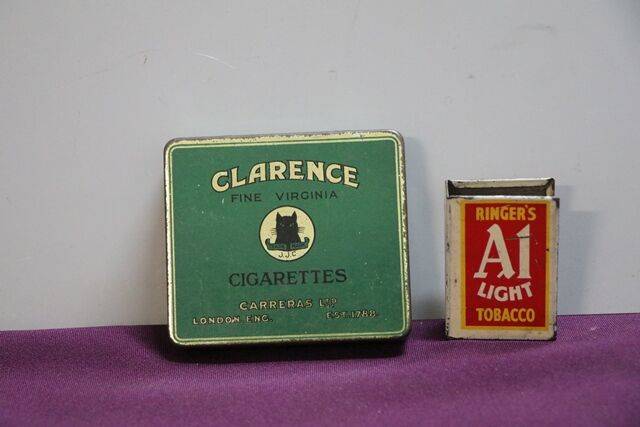 CLARENCE
FINE VIRGINIA
J.J.C
CIGARETTES
CARRERAS LTD
LONDON. ENG. EST. 1788.
RINGER'S
A1
LIGHT
TOBACCO